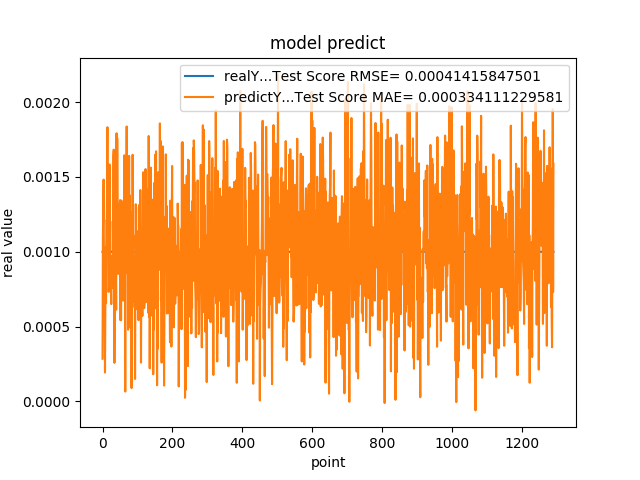 model predict
realY...Test Score RMSE= 0.00041415847501
predictY...Test Score MAE= 0.000334111229581
0.0020
0.0015
0.0010
0.0005
0.0000
real value
0
200
400
600
800
1000
1200
point